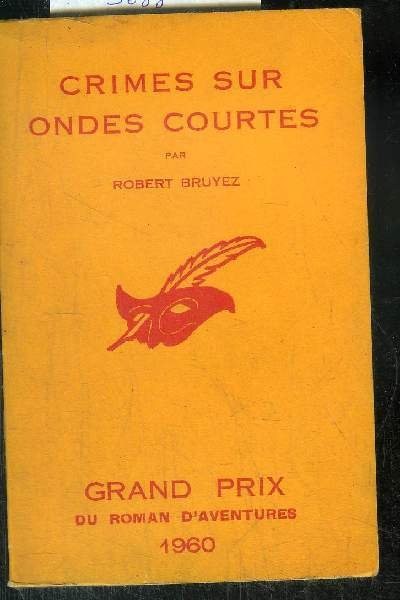 CRIMES SUR
ONDES COURTES
PAR
ROBERT BRUYEZ
GRAND PRIX
DU ROMAN D'AVENTURES
1960